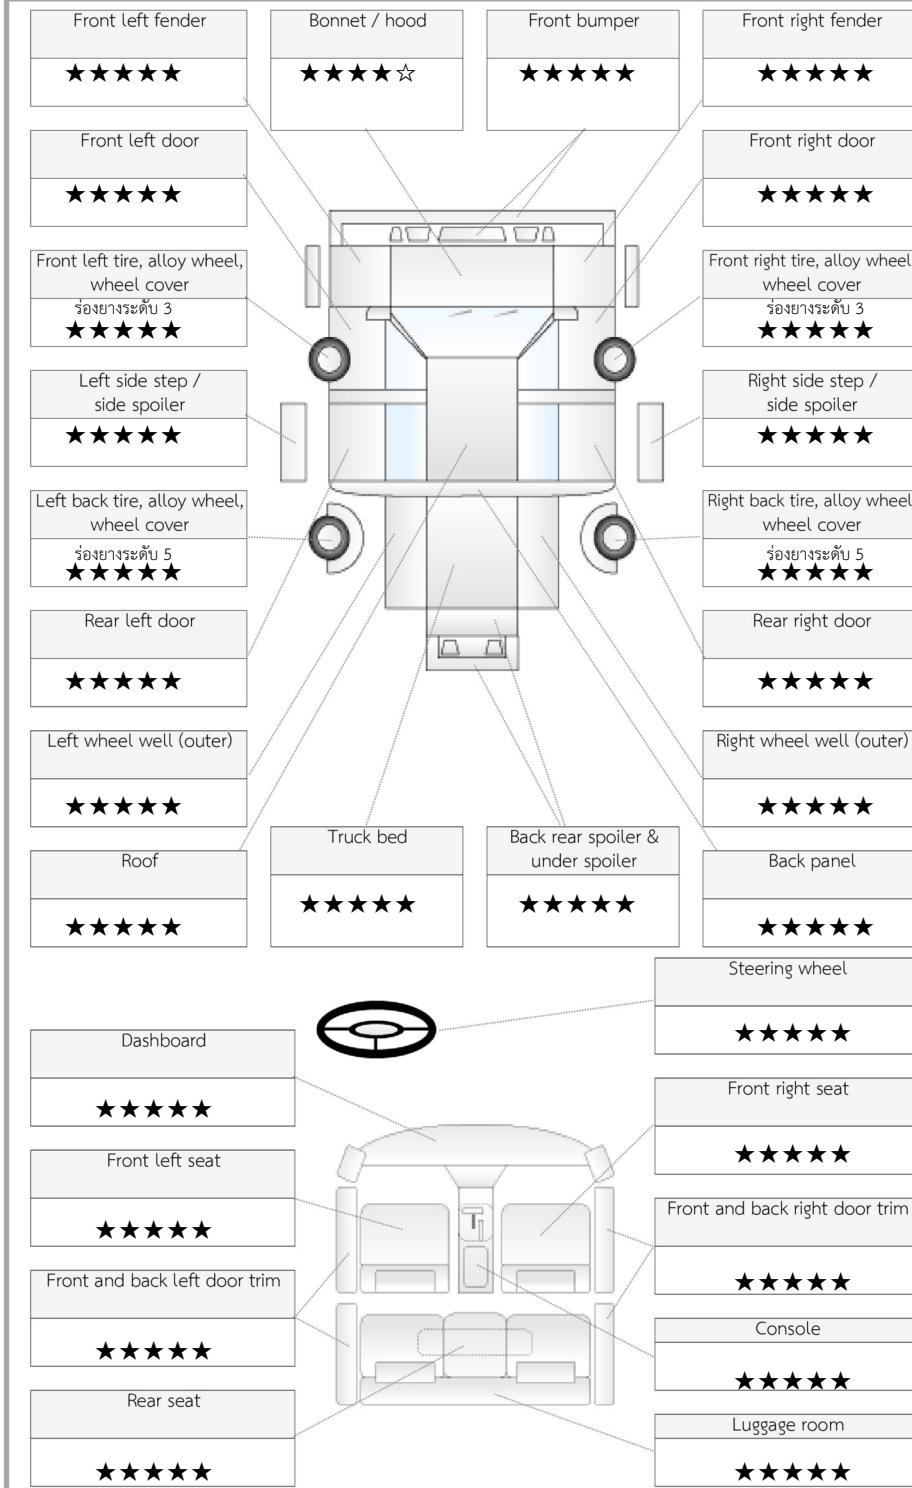 Front left fender
★★★★★
Bonnet / hood
★★★★☆
Front bumper
★★★★★
Front right fender
★★★★★
Front left door
★★★★★
Front right door
★★★★★
Front left tire, alloy wheel,
wheel cover
ร่องยางระดับ 3
★★★★★
Front right tire, alloy wheel
wheel cover
ร่องยางระดับ 3
★★★★★
Left side step /
side spoiler
★★★★★
Right side step /
side spoiler
★★★★★
Left back tire, alloy wheel,
wheel cover
ร่องยางระดับ 5
★★★★★
Right back tire, alloy wheel
wheel cover
ร่องยางระดับ 5
★★★★★
Rear left door
★★★★★
Rear right door
★★★★★
Left wheel well (outer)
★★★★★
Right wheel well (outer)
★★★★★
Roof
★★★★★
Truck bed
★★★★★
Back rear spoiler &
under spoiler
★★★★★
Back panel
★★★★★
Steering wheel
★★★★★
Dashboard
★★★★★
Front right seat
★★★★★
Front left seat
★★★★★
Front and back right door trim
★★★★★
Front and back left door trim
★★★★★
Console
★★★★★
Rear seat
★★★★★
Luggage room
★★★★★